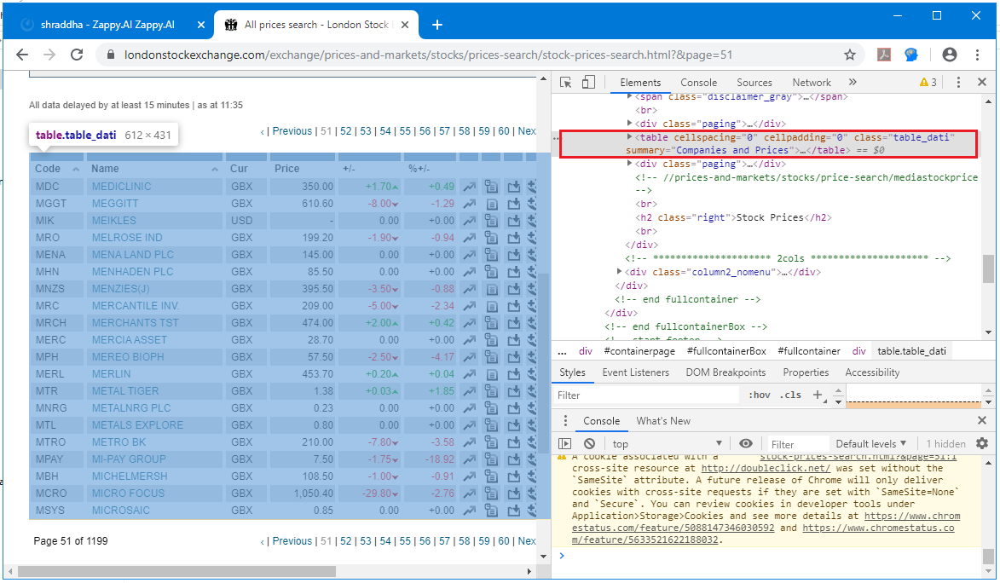 shraddha - Zappy.AI Zappy.AI
All prices search - London Stock
londonstockexchange.com/exchange/prices-and-markets/stocks/prices-search/stock-prices-search.html?&page=51
All data delayed by at least 15 minutes | as at 11:35
‹ | Previous | 51 | 52 | 53 | 54 | 55 | 56 | 57 | 58 | 59 | 60 | Nex
table.table_dati 612 × 431
Code Name Cur Price +/- %+/-
MDC MEDICLINIC GBX 350.00 +1.70 +0.49
MGGT MEGGITT GBX 610.60 -8.00 -1.29
MIK MEIKLES USD - 0.00 +0.00
MRO MELROSE IND GBX 199.20 -1.90 -0.94
MENA MENA LAND PLC GBX 145.00 0.00 +0.00
MHN MENHADEN PLC GBX 85.50 0.00 +0.00
MNZS MENZIES(J) GBX 395.50 -3.50 -0.88
MRC MERCANTILE INV. GBX 209.00 -5.00 -2.34
MRCH MERCHANTS TST GBX 474.00 +2.00 +0.42
MERC MERCIA ASSET GBX 28.70 0.00 +0.00
MPH MEREO BIOPH GBX 57.50 -2.50 -4.17
MERL MERLIN GBX 453.70 +0.20 +0.04
MTR METAL TIGER GBX 1.38 +0.03 +1.85
MNRG METALNRG PLC GBX 0.23 0.00 +0.00
MTL METALS EXPLORE GBX 0.80 0.00 +0.00
MTRO METRO BK GBX 210.00 -7.80 -3.58
MPAY MI-PAY GROUP GBX 7.50 -1.75 -18.92
MBH MICHELMERSH GBX 108.50 -1.00 -0.91
MCRO MICRO FOCUS GBX 1,050.40 -29.80 -2.76
MSYS MICROSAIC GBX 0.85 0.00 +0.00
Page 51 of 1199 ‹ | Previous | 51 | 52 | 53 | 54 | 55 | 56 | 57 | 58 | 59 | 60 | Nex
Elements Console Sources Network » 3
<span class="disclaimer_gray">…</span>
<br>
<div class="paging">…</div>
<table cellspacing="0" cellpadding="0" class="table_dati"
summary="Companies and Prices">…</table> == $0
<div class="paging">…</div>
<!-- //prices-and-markets/stocks/price-search/mediastockprice
-->
<br>
<h2 class="right">Stock Prices</h2>
<br>
</div>
<!-- ********************* 2cols ********************* -->
<div class="column2_nomenu">…</div>
</div>
<!-- end fullcontainer -->
</div>
<!-- end fullcontainerBox -->
<!-- start footer -->
... div #containerpage #fullcontainerBox #fullcontainer div table.table_dati
Styles Event Listeners DOM Breakpoints Properties Accessibility
Filter :hov .cls +
Console What's New
top Filter Default levels 1 hidden
A cookie associated with a stock-prices-search.html?&page=51:1
cross-site resource at http://doubleclick.net/ was set without the
`SameSite` attribute. A future release of Chrome will only deliver
cookies with cross-site requests if they are set with `SameSite=None`
and `Secure`. You can review cookies in developer tools under
Application>Storage>Cookies and see more details at https://www.chrom
estatus.com/feature/5088147346030592 and https://www.chromestatus.co
m/feature/5633521622188032.